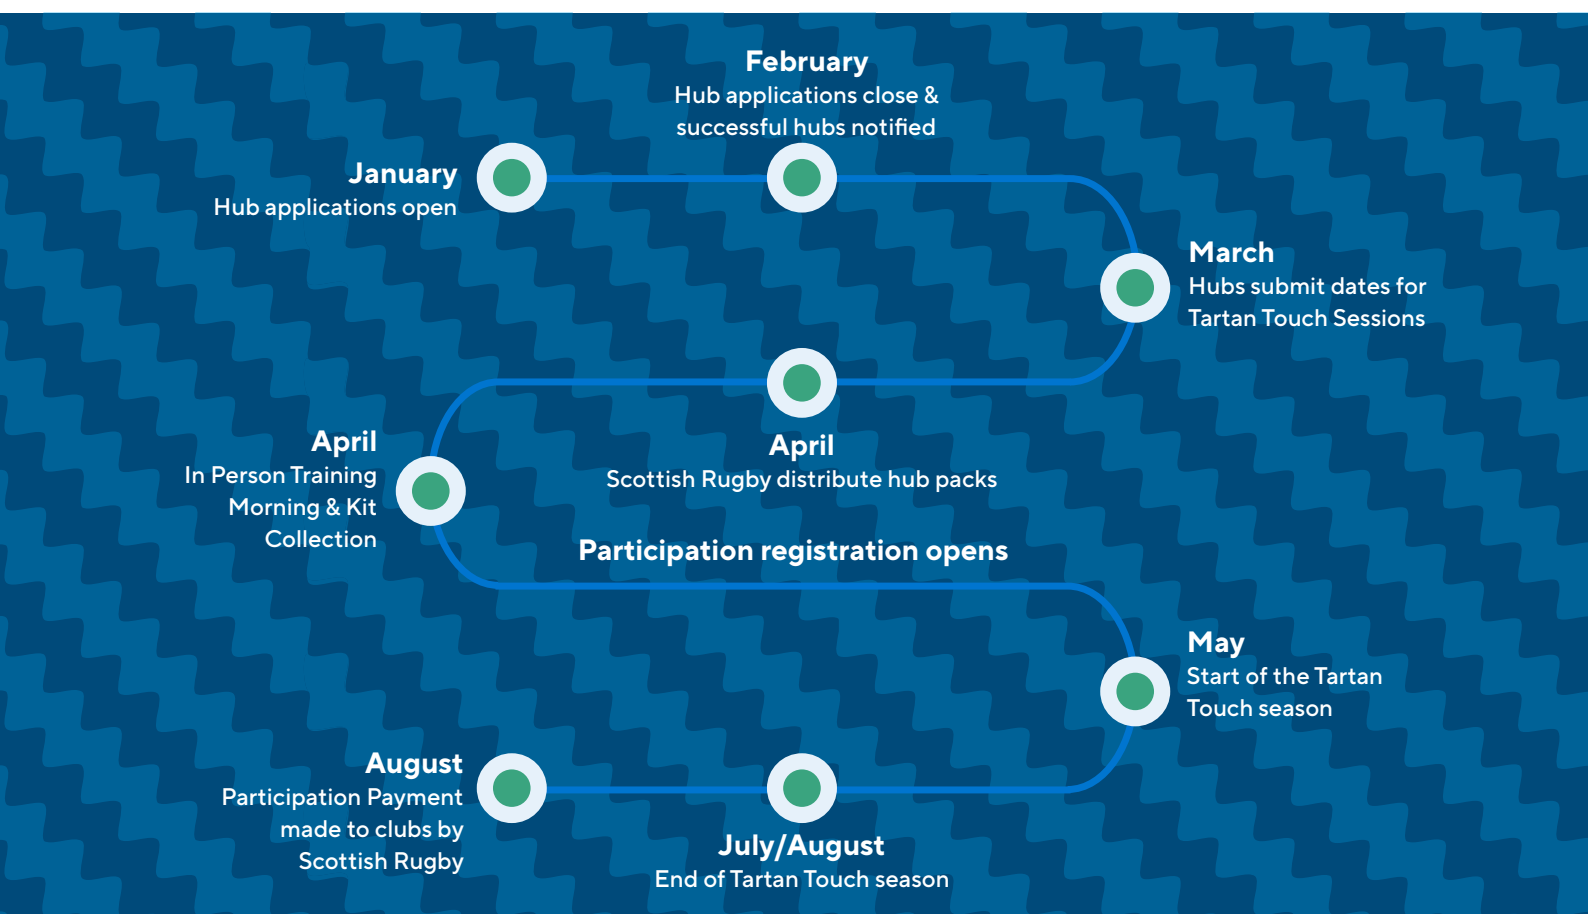 January
Hub applications open
February
Hub applications close &
successful hubs notified
March
Hubs submit dates for
Tartan Touch Sessions
April
Scottish Rugby distribute hub packs
April
In Person Training
Morning & Kit
Collection
Participation registration opens
May
Start of the Tartan
Touch season
July/August
End of Tartan Touch season
August
Participation Payment
made to clubs by
Scottish Rugby